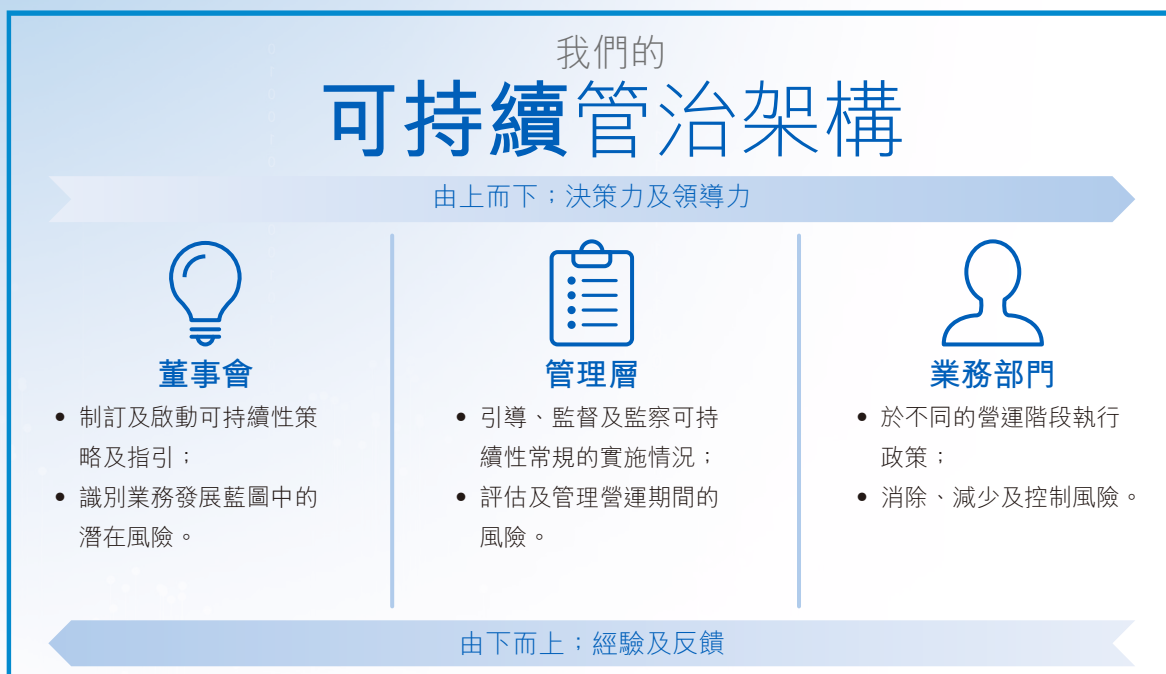 我們的
可持續管治架構
由上而下；決策力及領導力
董事會
• 制訂及啟動可持續性策
略及指引；
• 識別業務發展藍圖中的
潛在風險。
管理層
• 引導、監督及監察可持
續性常規的實施情況；
• 評估及管理營運期間的
風險。
業務部門
• 於不同的營運階段執行
政策；
• 消除、減少及控制風險。
由下而上；經驗及反饋